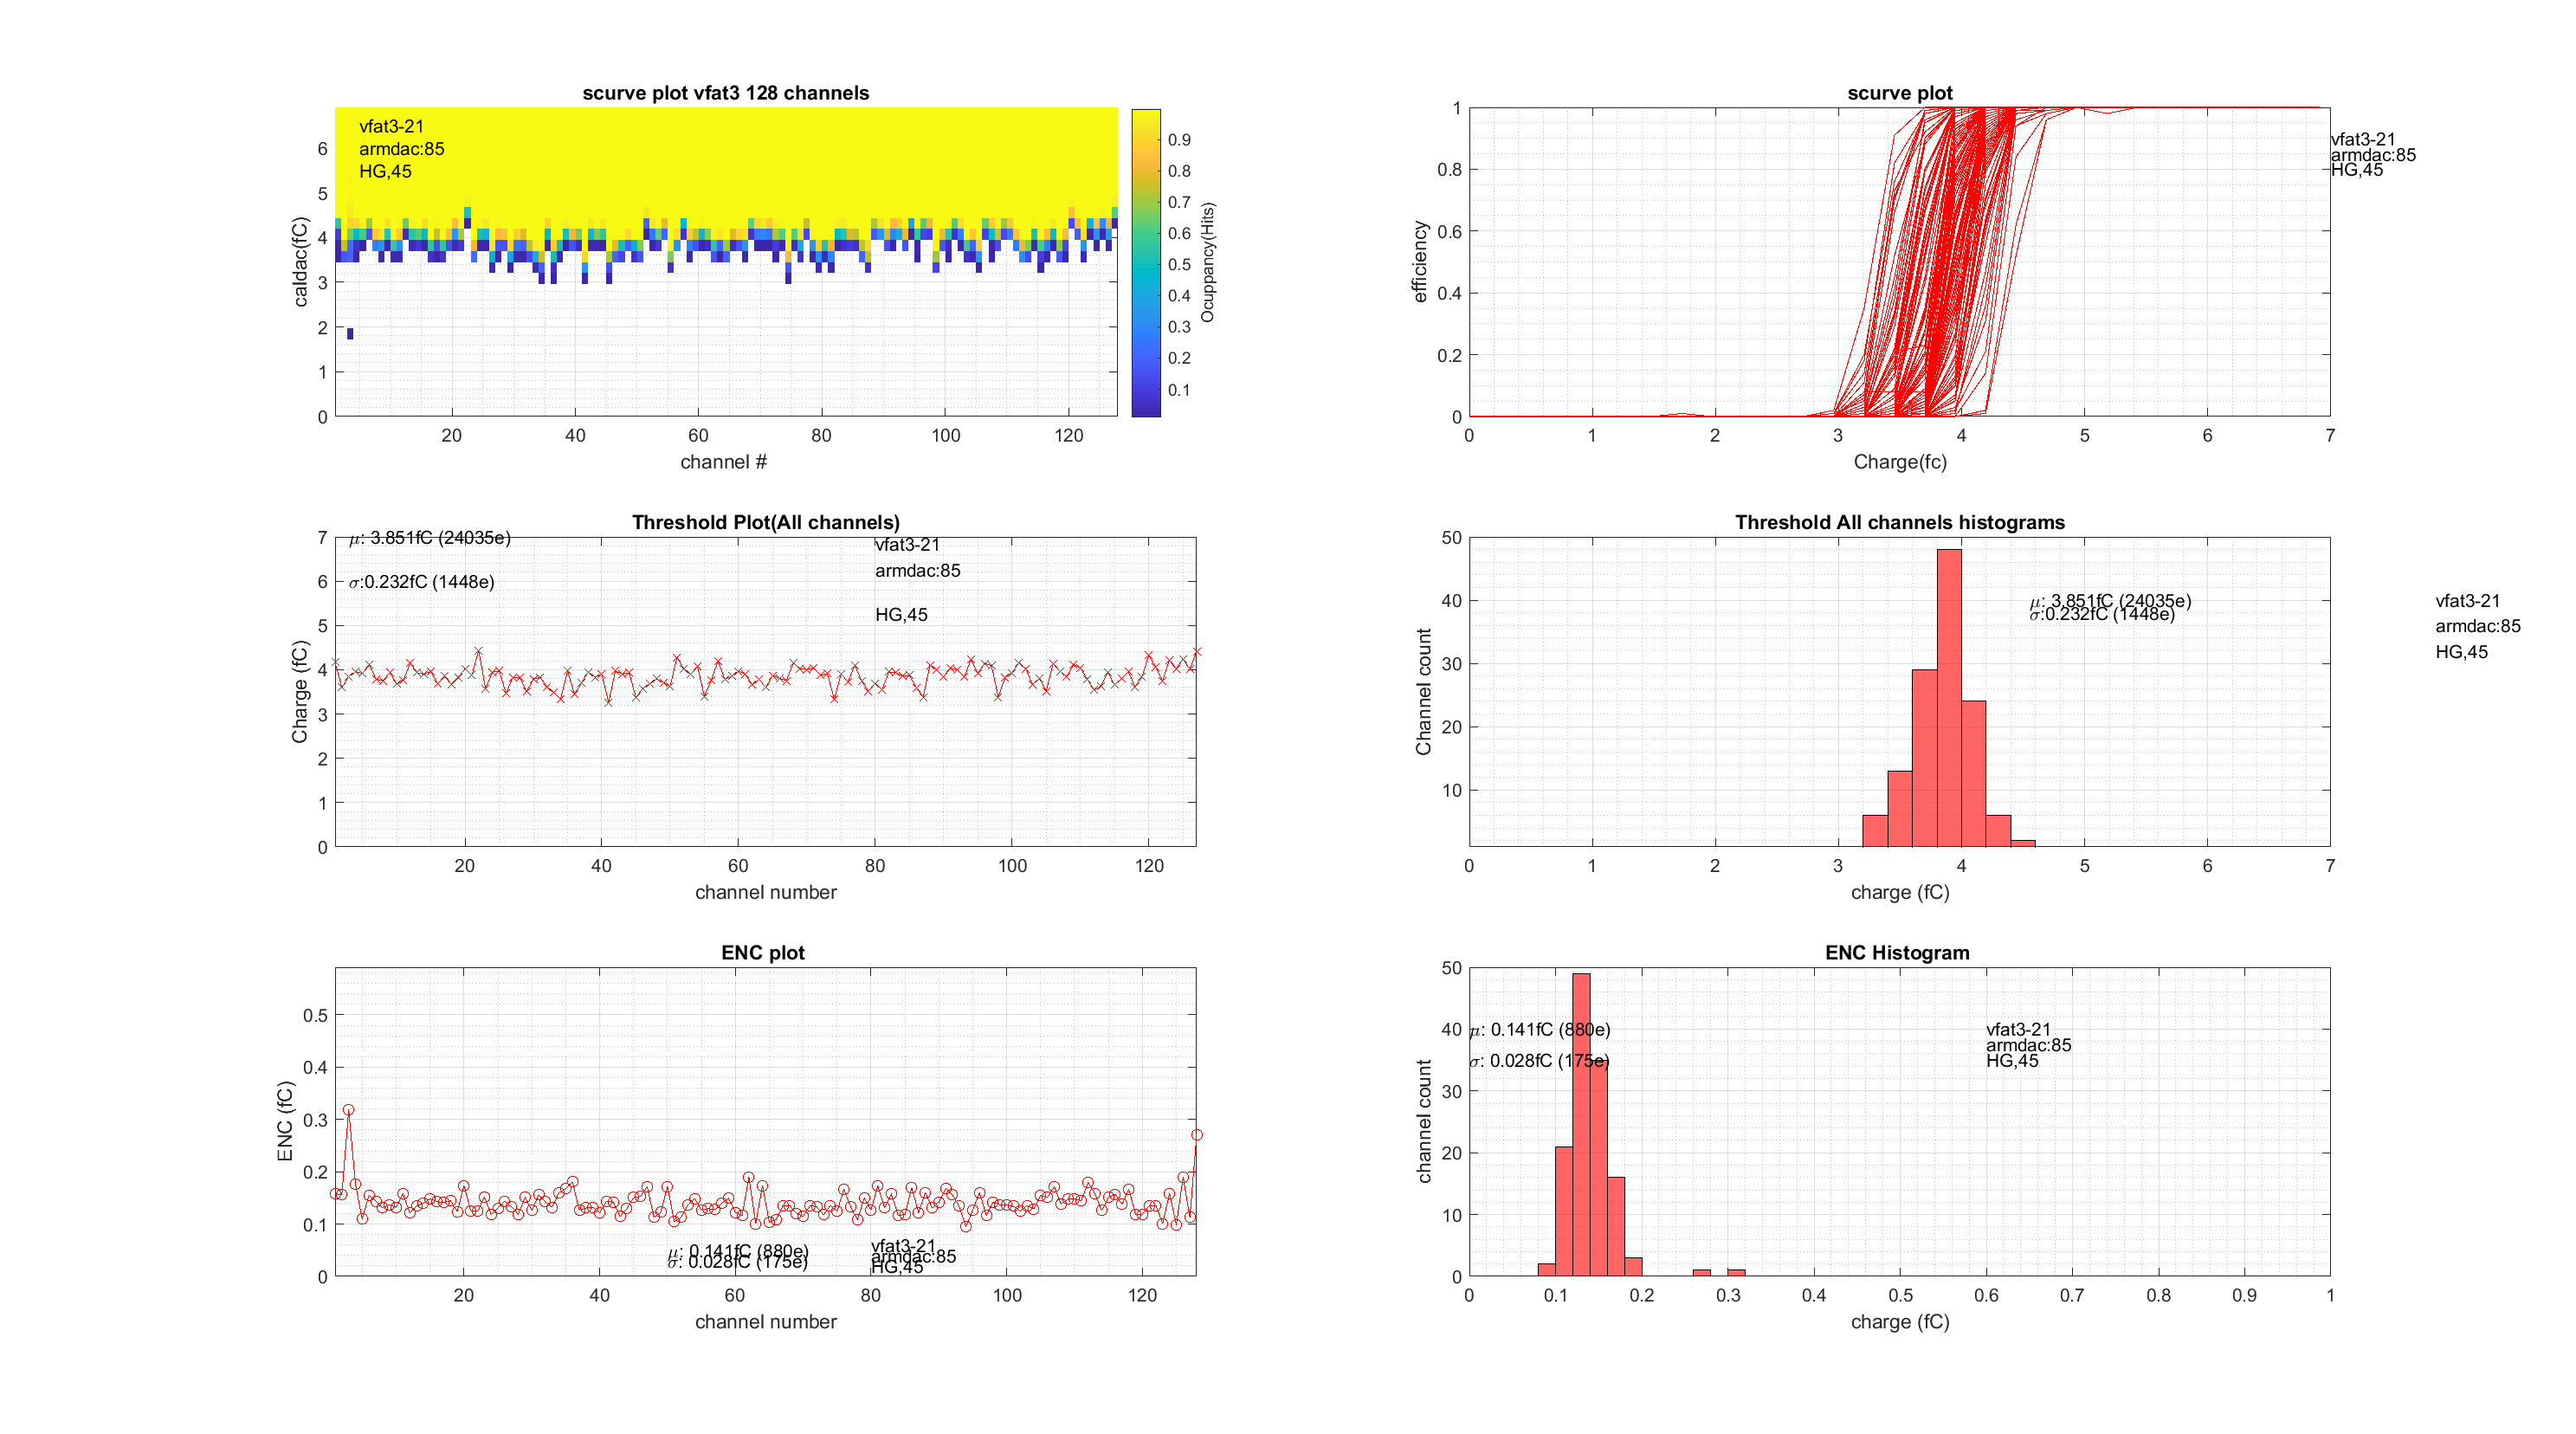 scurve plot vfat3 128 channels
vfat3-21
armdac:85
HG,45
caldac(fC)
0
1
2
3
4
5
6
20 40 60 80 100 120
channel #
0.9
0.8
0.7
0.6
0.5
0.4
0.3
0.2
0.1
Ocuppancy(Hits)
scurve plot
vfat3-21
armdac:85
HG,45
efficiency
1
0.8
0.6
0.4
0.2
0
0 1 2 3 4 5 6 7
Charge(fc)
Threshold Plot(All channels)
μ: 3.851fC (24035e)
σ:0.232fC (1448e)
vfat3-21
armdac:85
HG,45
Charge (fC)
7
6
5
4
3
2
1
0
20 40 60 80 100 120
channel number
Threshold All channels histograms
μ: 3.851fC (24035e)
σ:0.232fC (1448e)
vfat3-21
armdac:85
HG,45
Channel count
50
40
30
20
10
0 1 2 3 4 5 6 7
charge (fC)
ENC plot
ENC (fC)
0.5
0.4
0.3
0.2
0.1
0
μ: 0.141fC (880e)
σ: 0.028fC (175e)
vfat3-21
armdac:85
HG,45
20 40 60 80 100 120
channel number
ENC Histogram
μ: 0.141fC (880e)
σ: 0.028fC (175e)
vfat3-21
armdac:85
HG,45
channel count
50
40
30
20
10
0
0 0.1 0.2 0.3 0.4 0.5 0.6 0.7 0.8 0.9 1
charge (fC)